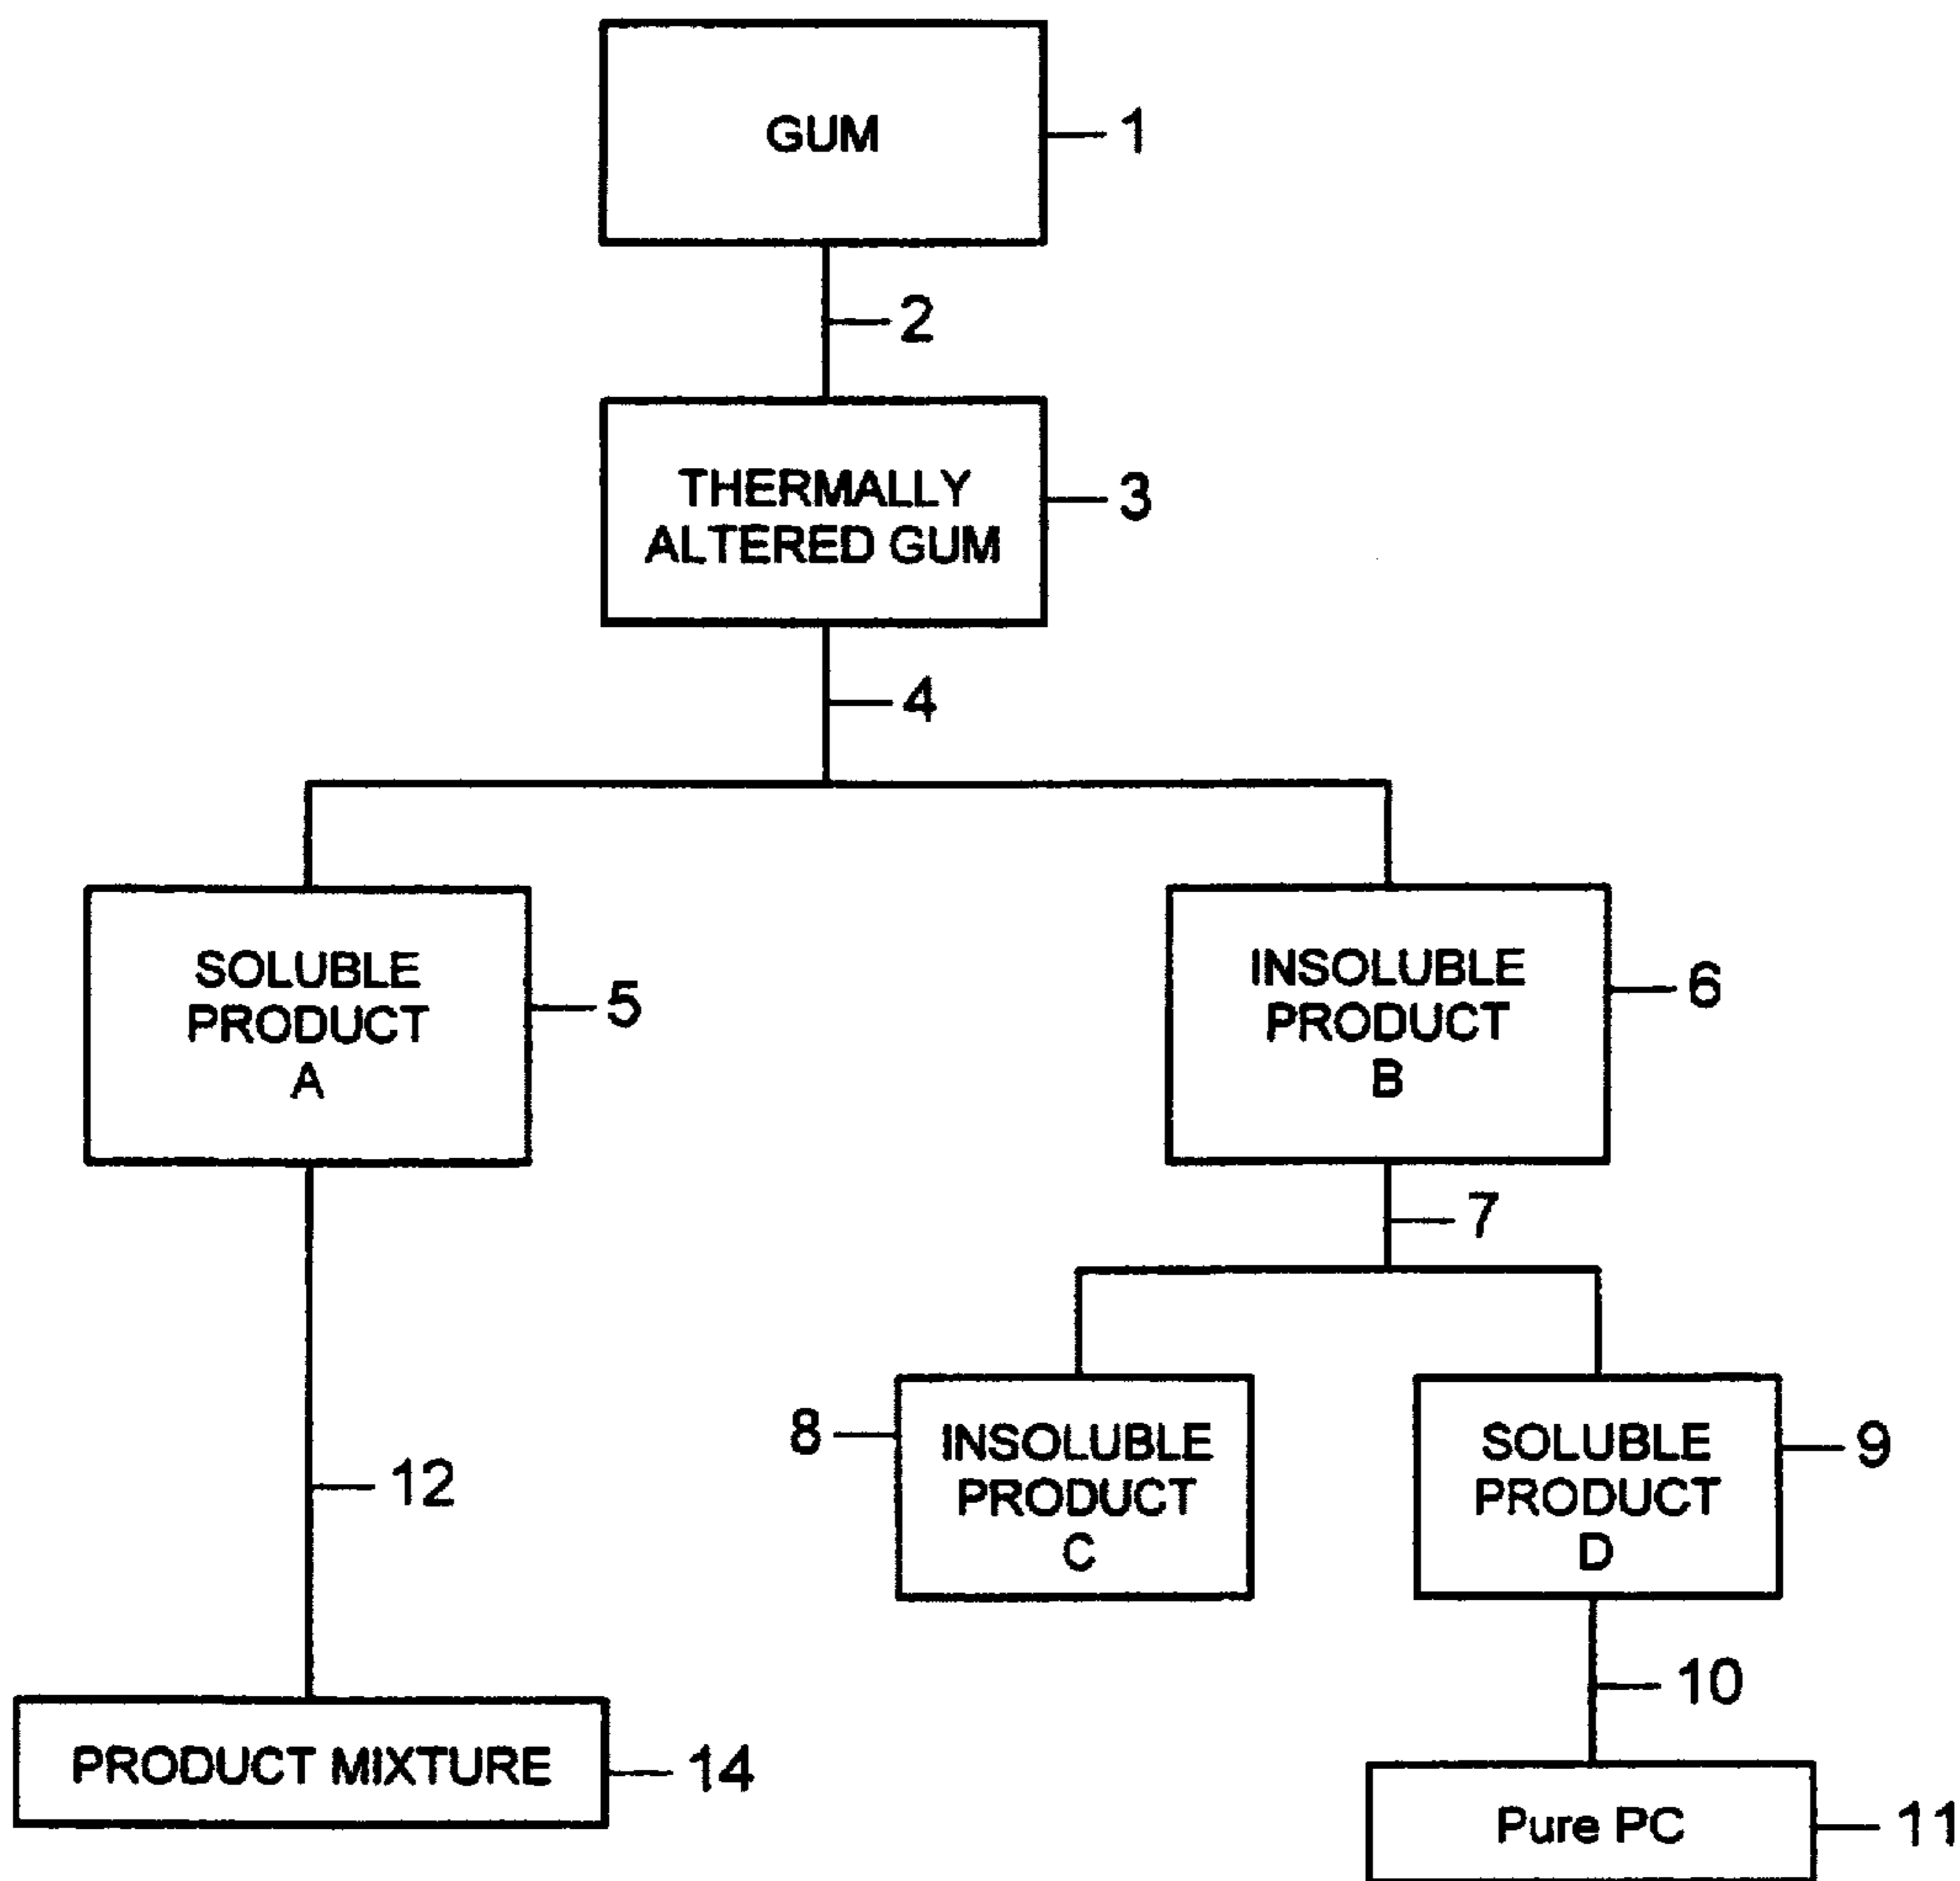 GUM
1
2
THERMALLY
ALTERED GUM
3
4
SOLUBLE
PRODUCT
A
5
INSOLUBLE
PRODUCT
B
6
7
8
INSOLUBLE
PRODUCT
C
SOLUBLE
PRODUCT
D
9
12
10
PRODUCT MIXTURE
14
Pure PC
11